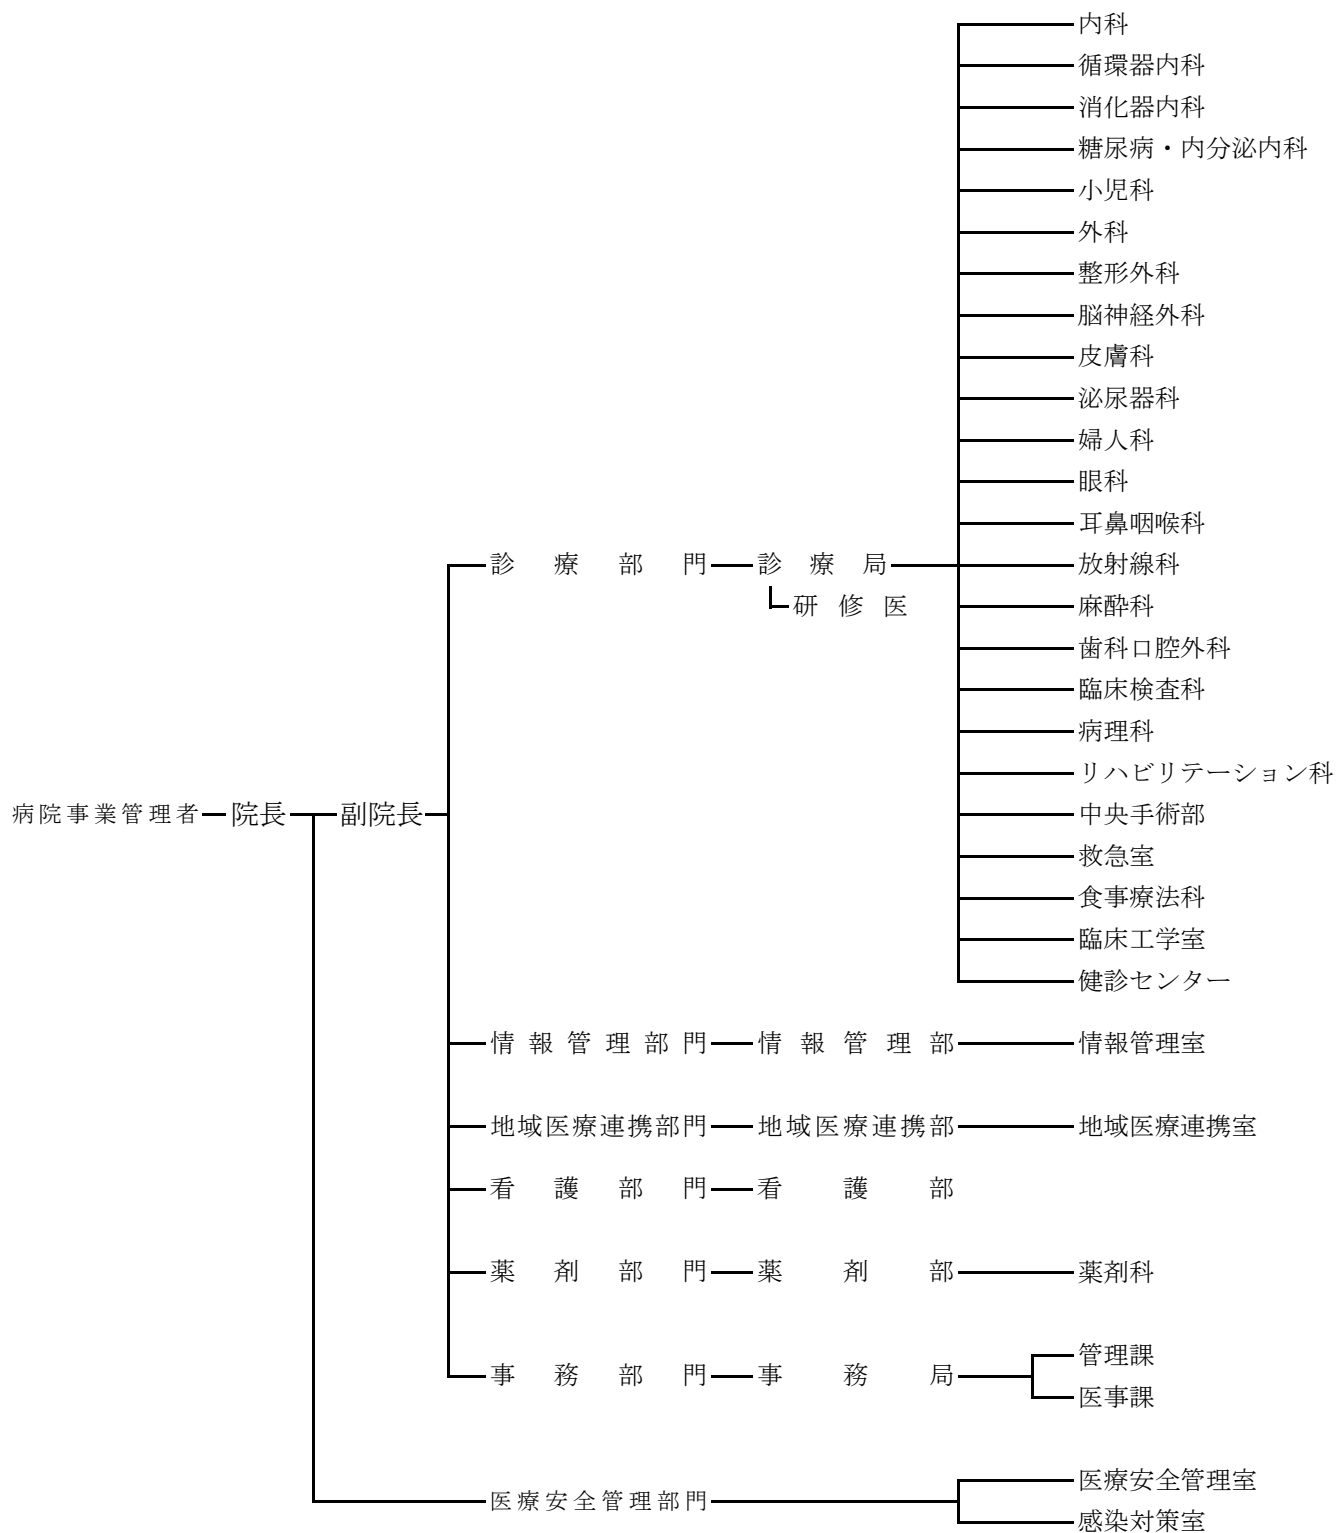 内科
循環器内科
消化器内科
糖尿病・内分泌内科
小児科
外科
整形外科
脳神経外科
皮膚科
泌尿器科
婦人科
眼科
耳鼻咽喉科
診療部門 診療局 放射線科
研修医 麻酔科
歯科口腔外科
臨床検査科
病理科
リハビリテーション科
病院事業管理者 院長 副院長 中央手術部
救急室
食事療法科
臨床工学室
健診センター
情報管理部門 情報管理部 情報管理室
地域医療連携部門 地域医療連携部 地域医療連携室
看護部門 看護部
薬剤部門 薬剤部 薬剤科
管理課
事務部門 事務局
医事課
医療安全管理室
医療安全管理部門
感染対策室